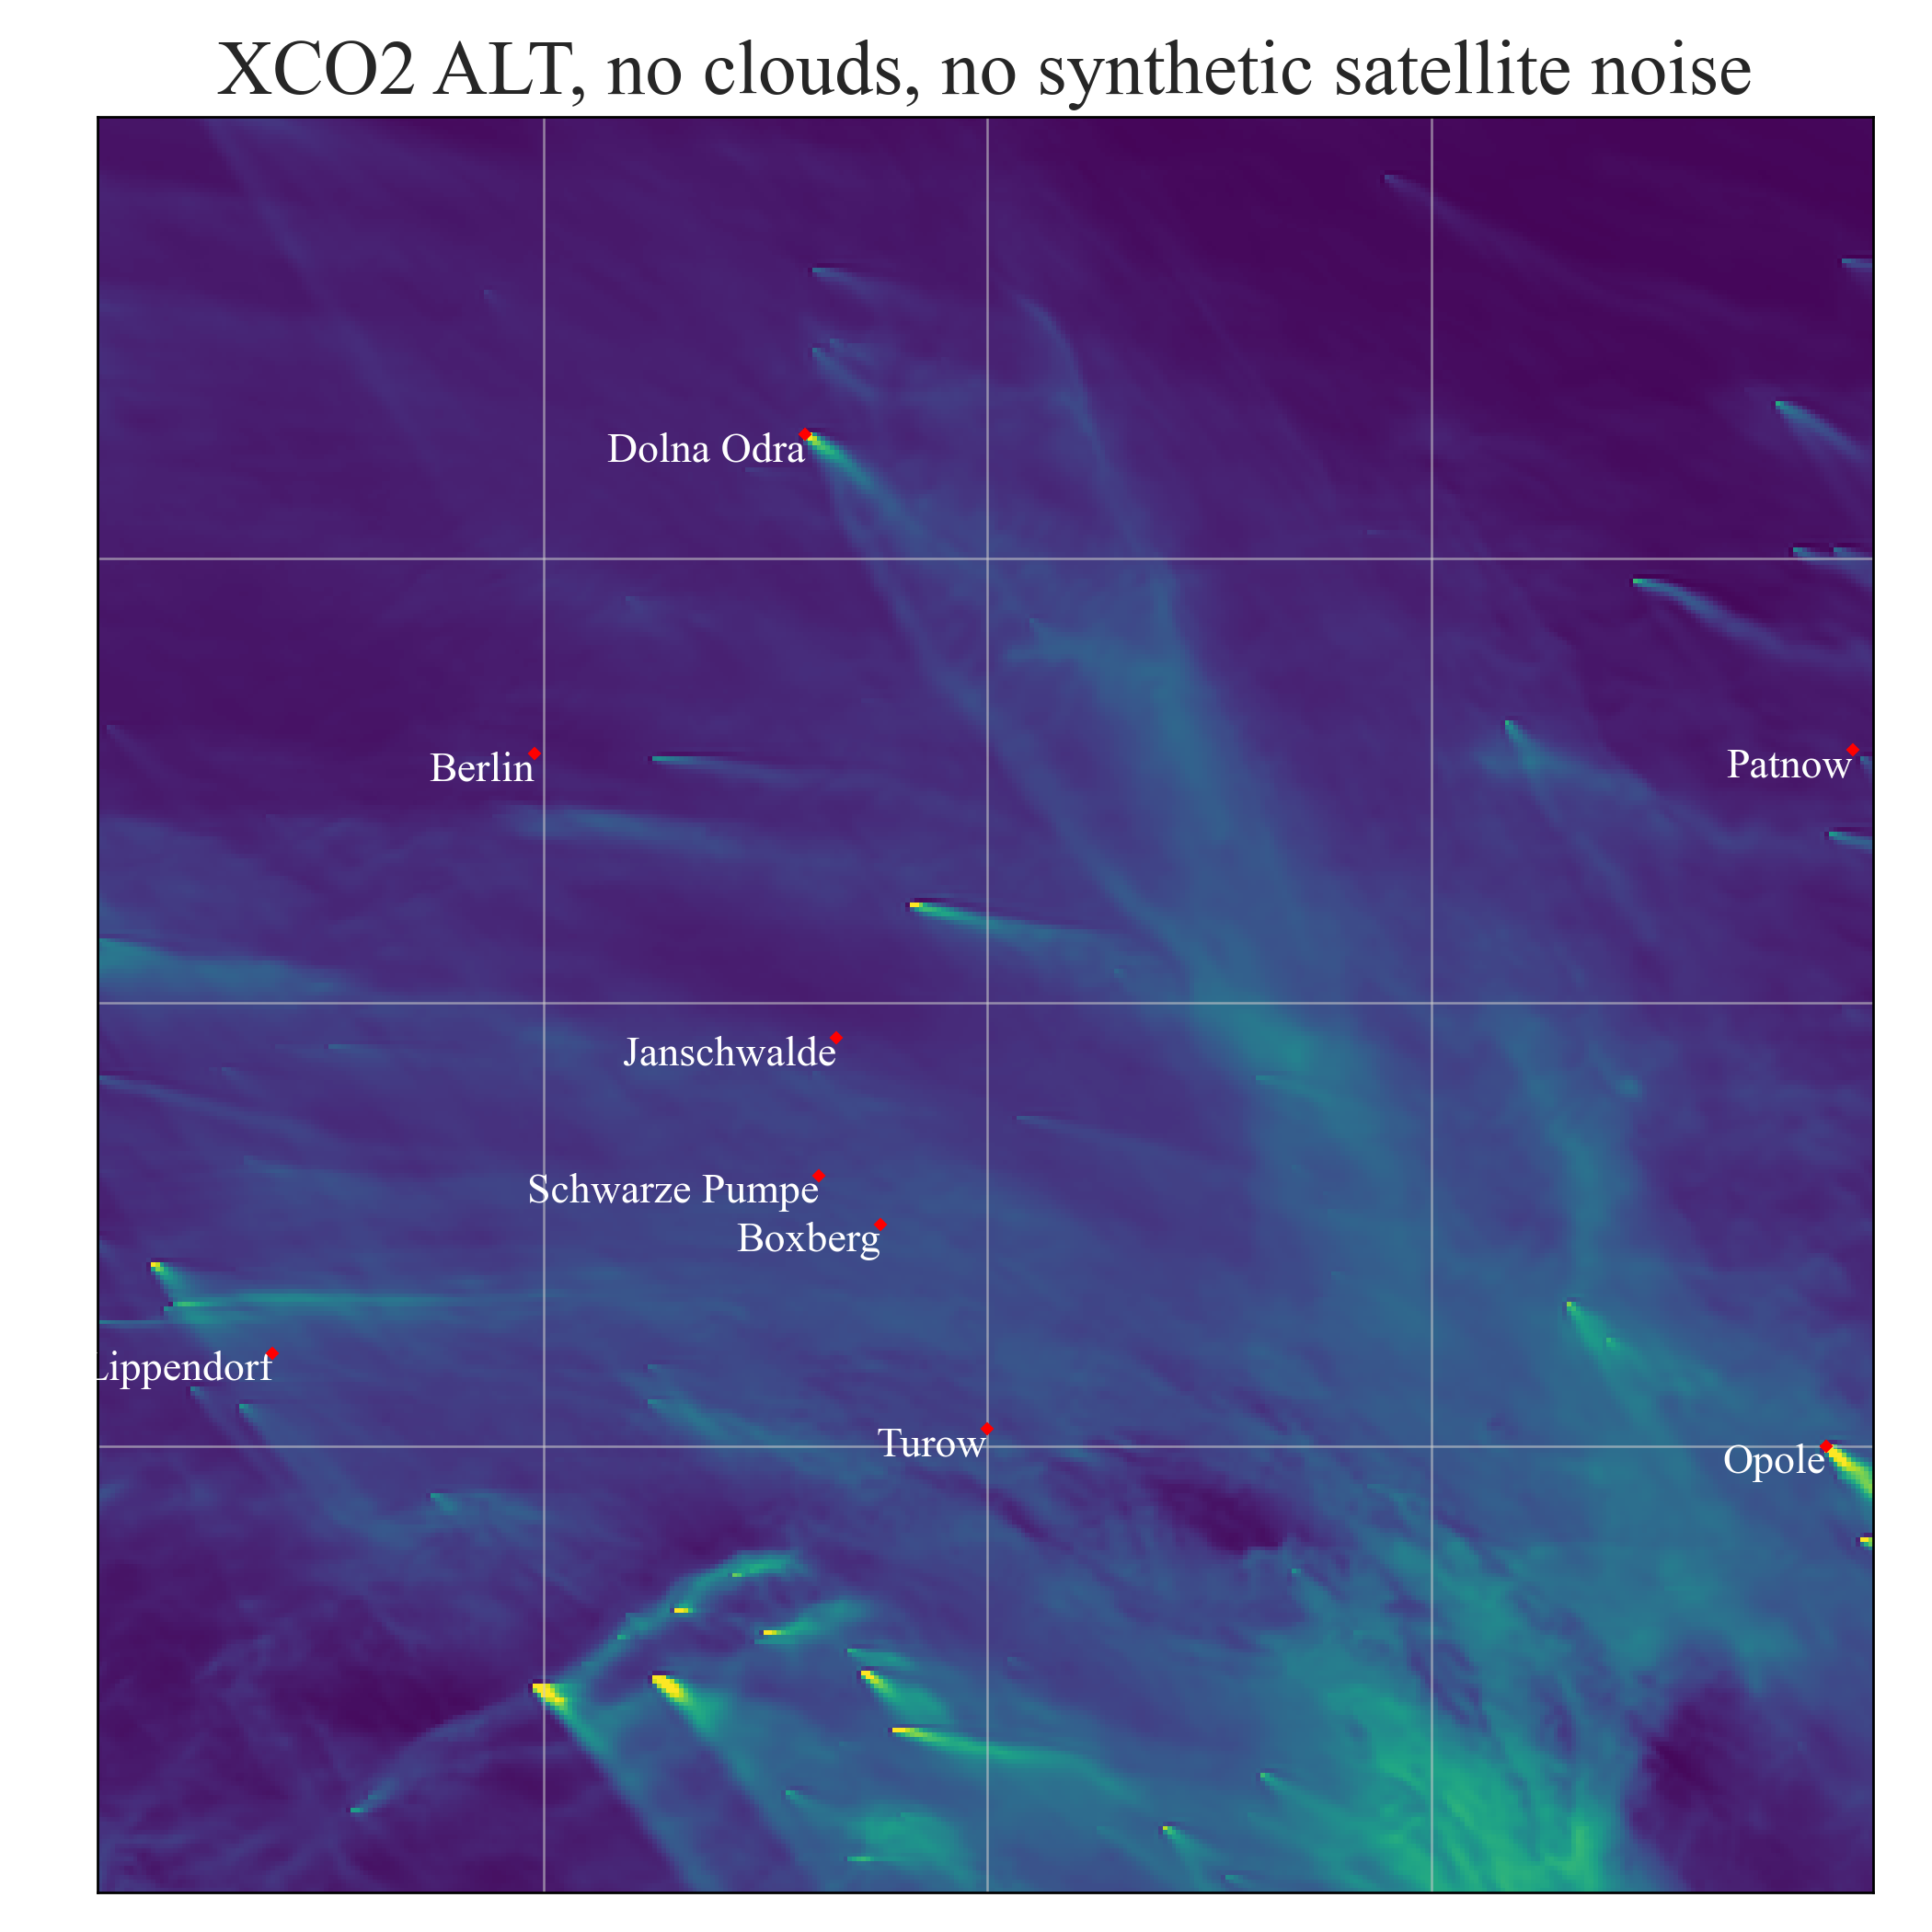 XCO2 ALT, no clouds, no synthetic satellite noise
Dolna Odra
Berlin
Patnow
Janschwalde
Schwarze Pumpe
Boxberg
Lippendorf
Turow
Opole